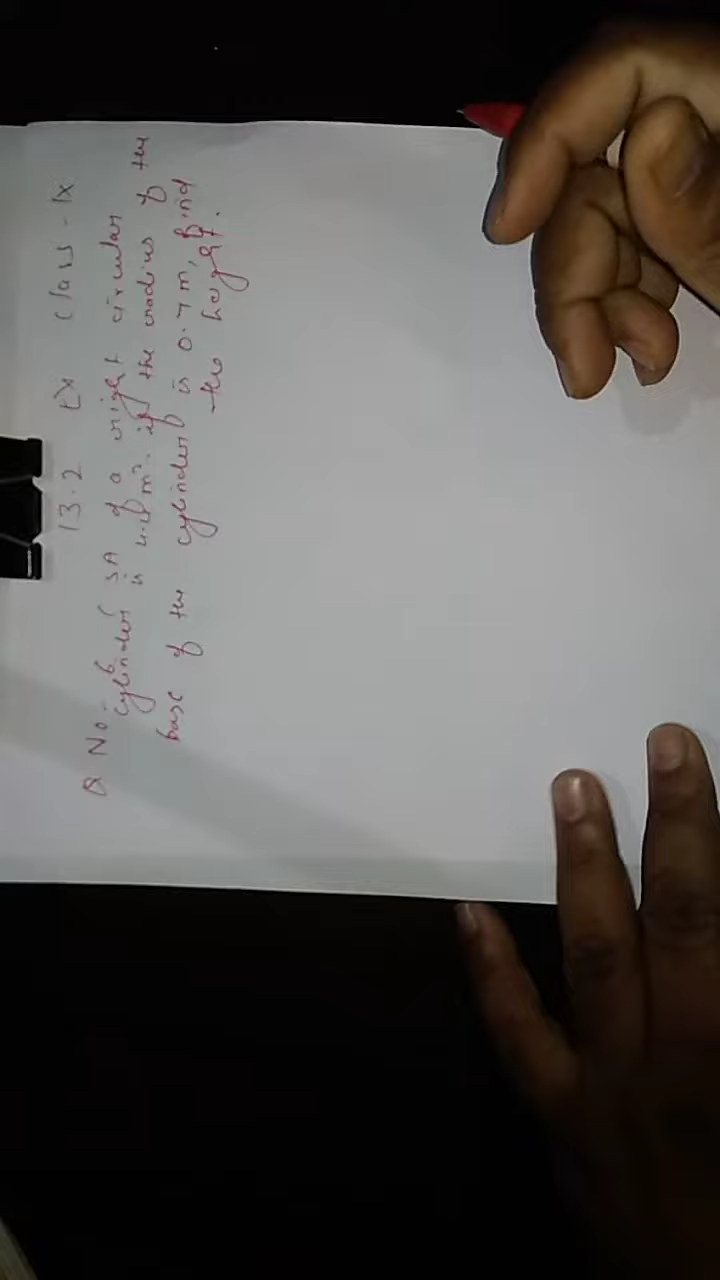 13.2 Ex Class - IX
Q No - 6 SA of a right circular
cylinder is 4.4 m². if the radius of the
base of the cylinder is 0.7 m, find
the height.